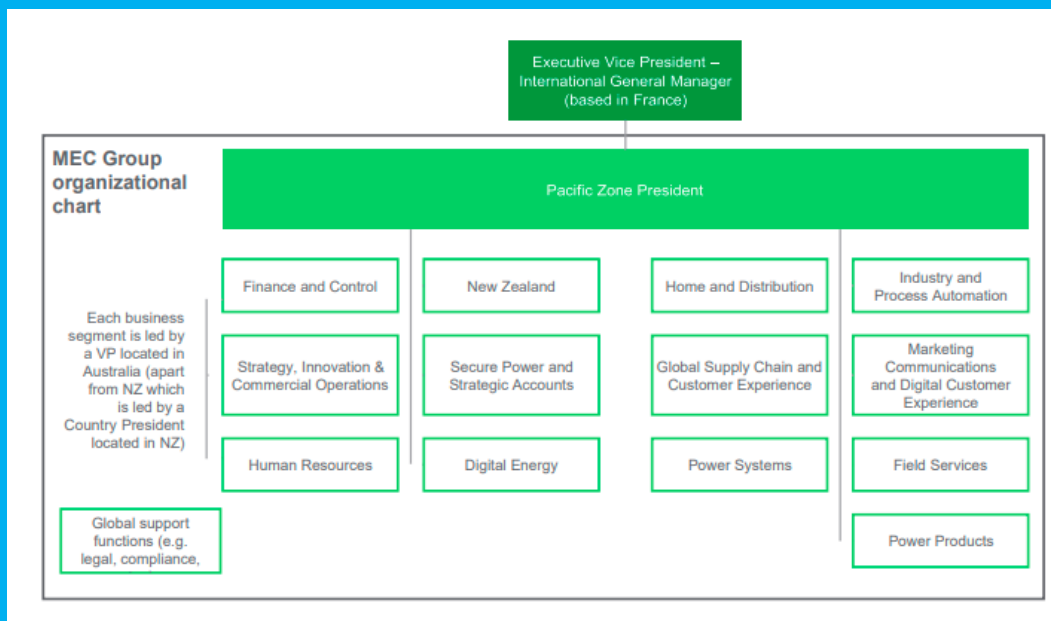 Executive Vice President –
International General Manager
(based in France)
MEC Group
organizational
chart
Pacific Zone President
Each business
segment is led by
a VP located in
Australia (apart
from NZ which
is led by a
Country President
located in NZ)
Finance and Control
New Zealand
Home and Distribution
Industry and
Process Automation
Strategy, Innovation &
Commercial Operations
Secure Power and
Strategic Accounts
Global Supply Chain and
Customer Experience
Marketing
Communications
and Digital Customer
Experience
Human Resources
Digital Energy
Power Systems
Field Services
Global support
functions (e.g.
legal, compliance,
Power Products